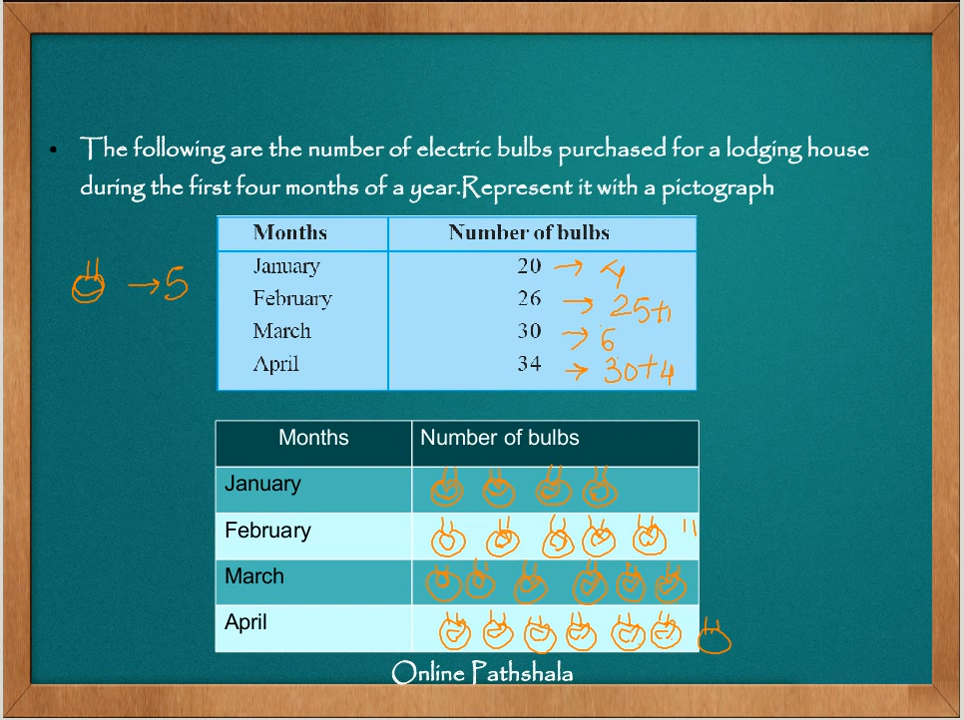 • The following are the number of electric bulbs purchased for a lodging house
during the first four months of a year.Represent it with a pictograph
Months Number of bulbs
January 20 → 4
February 26 → 25+1
March 30 → 6
April 34 → 30+4
→ 5
Months Number of bulbs
January
February
March
April
Online Pathshala